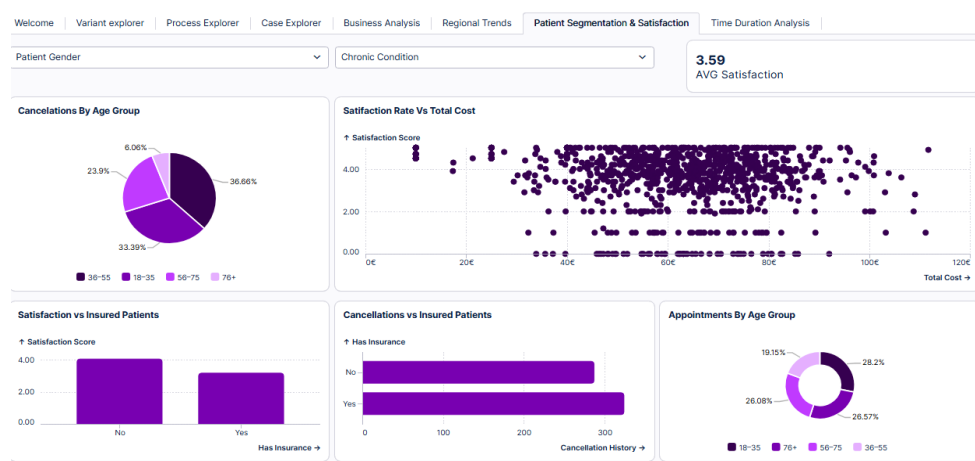 Welcome Variant explorer Process Explorer Case Explorer Business Analysis Regional Trends Patient Segmentation & Satisfaction Time Duration Analysis
Patient Gender
Chronic Condition
3.59
AVG Satisfaction
Cancelations By Age Group
6.06%
23.9%
36.66%
33.39%
36-55 18-35 56-75 76+
Satifaction Rate Vs Total Cost
↑ Satisfaction Score
4.00
2.00
0.00
0€ 20€ 40€ 60€ 80€ 100€ 120€
Total Cost →
Satisfaction vs Insured Patients
↑ Satisfaction Score
4.00
2.00
0.00
No Yes
Has Insurance →
Cancellations vs Insured Patients
↑ Has Insurance
No
Yes
0 100 200 300
Cancellation History →
Appointments By Age Group
19.15%
28.2%
26.08%
26.57%
18-35 76+ 56-75 36-55